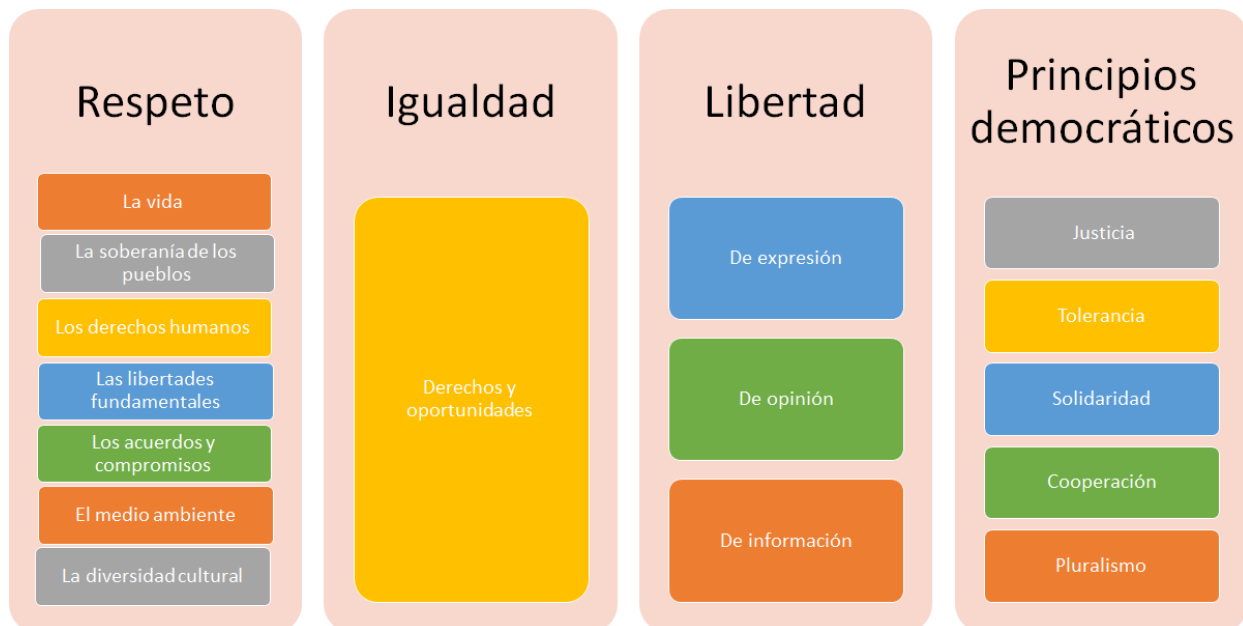 Respeto
La vida
La soberanía de los
pueblos
Los derechos humanos
Las libertades
fundamentales
Los acuerdos y
compromisos
El medio ambiente
La diversidad cultural
Igualdad
Derechos y
oportunidades
Libertad
De expresión
De opinión
De información
Principios
democráticos
Justicia
Tolerancia
Solidaridad
Cooperación
Pluralismo